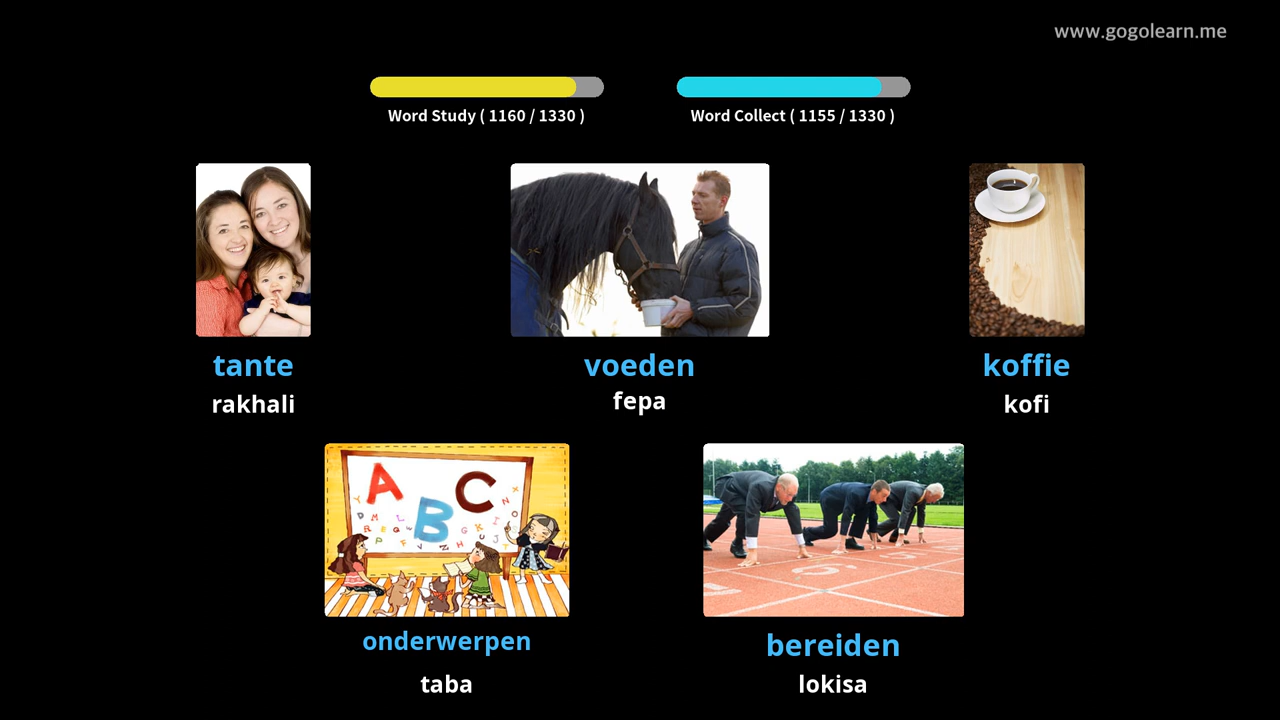 www.gogolearn.me
Word Study ( 1160 / 1330 )
Word Collect ( 1155 / 1330 )
tante
rakhali
voeden
fepa
koffie
kofi
A B C
onderwerpen
taba
bereiden
lokisa